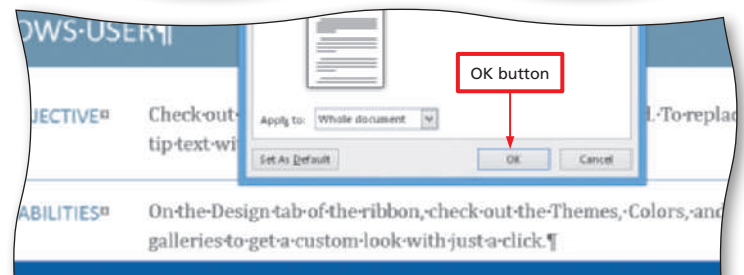 OWS·USER¶
OK button
JECTIVE¤ Check·out· l.·To·replac
Apply to: Whole document
tip·text·wi
Set As Default OK Cancel
ABILITIES¤ On·the·Design·tab·of·the·ribbon,·check·out·the·Themes,·Colors,·and
galleries·to·get·a·custom·look·with·just·a·click.¶